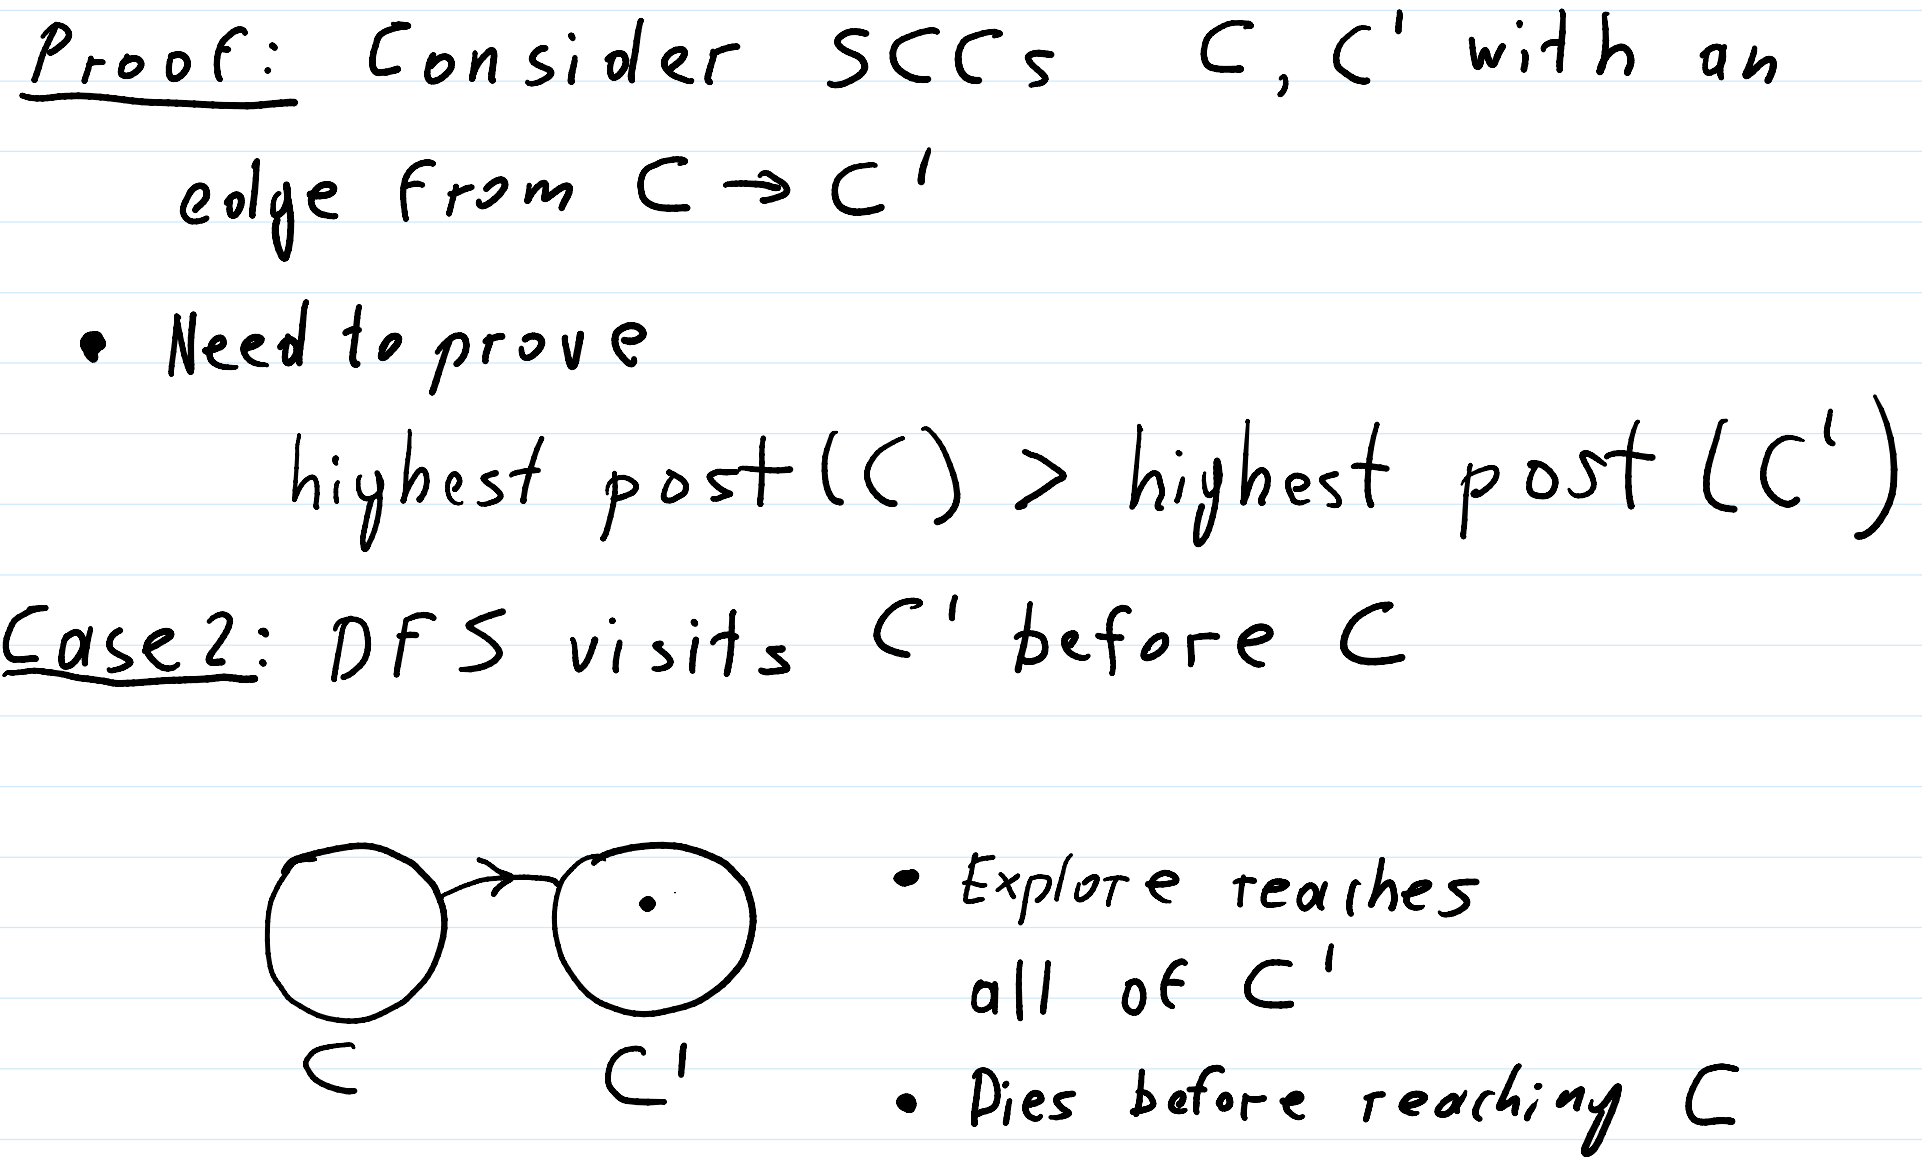 Proof: Consider SCCs C, C' with an
edge from C → C'
• Need to prove
highest post(C) > highest post(C')
Case 2: DFS visits C' before C
• Explore reaches
all of C'
C C'
• Dies before reaching C